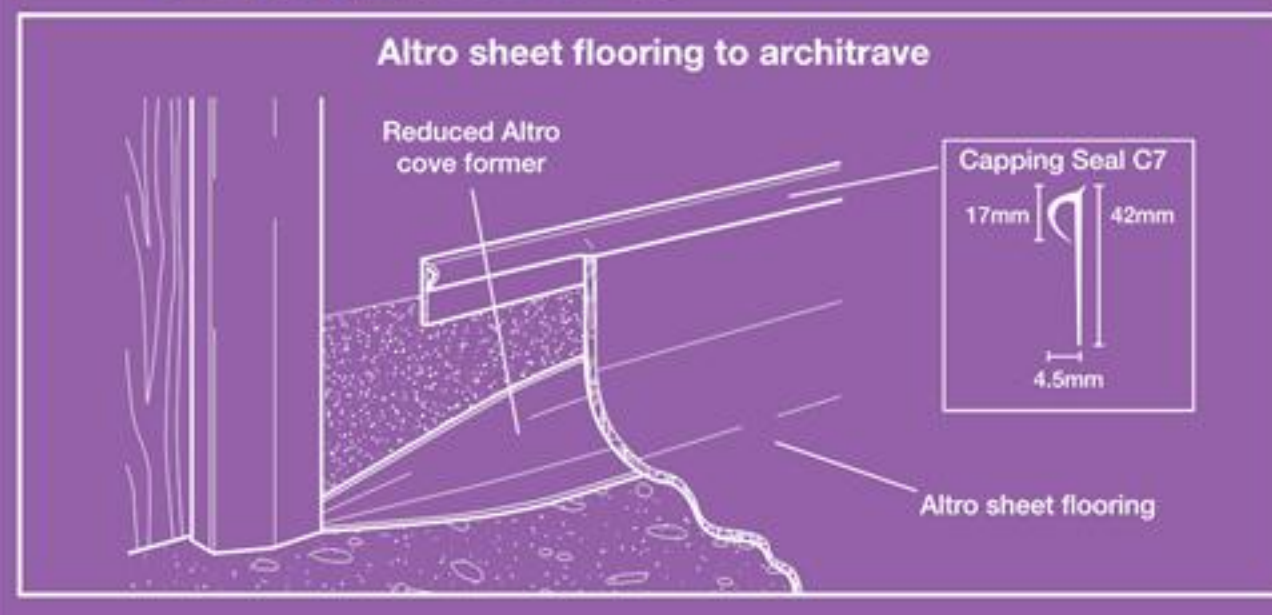 Altro sheet flooring to architrave
Reduced Altro
cove former
Capping Seal C7
17mm
42mm
4.5mm
Altro sheet flooring